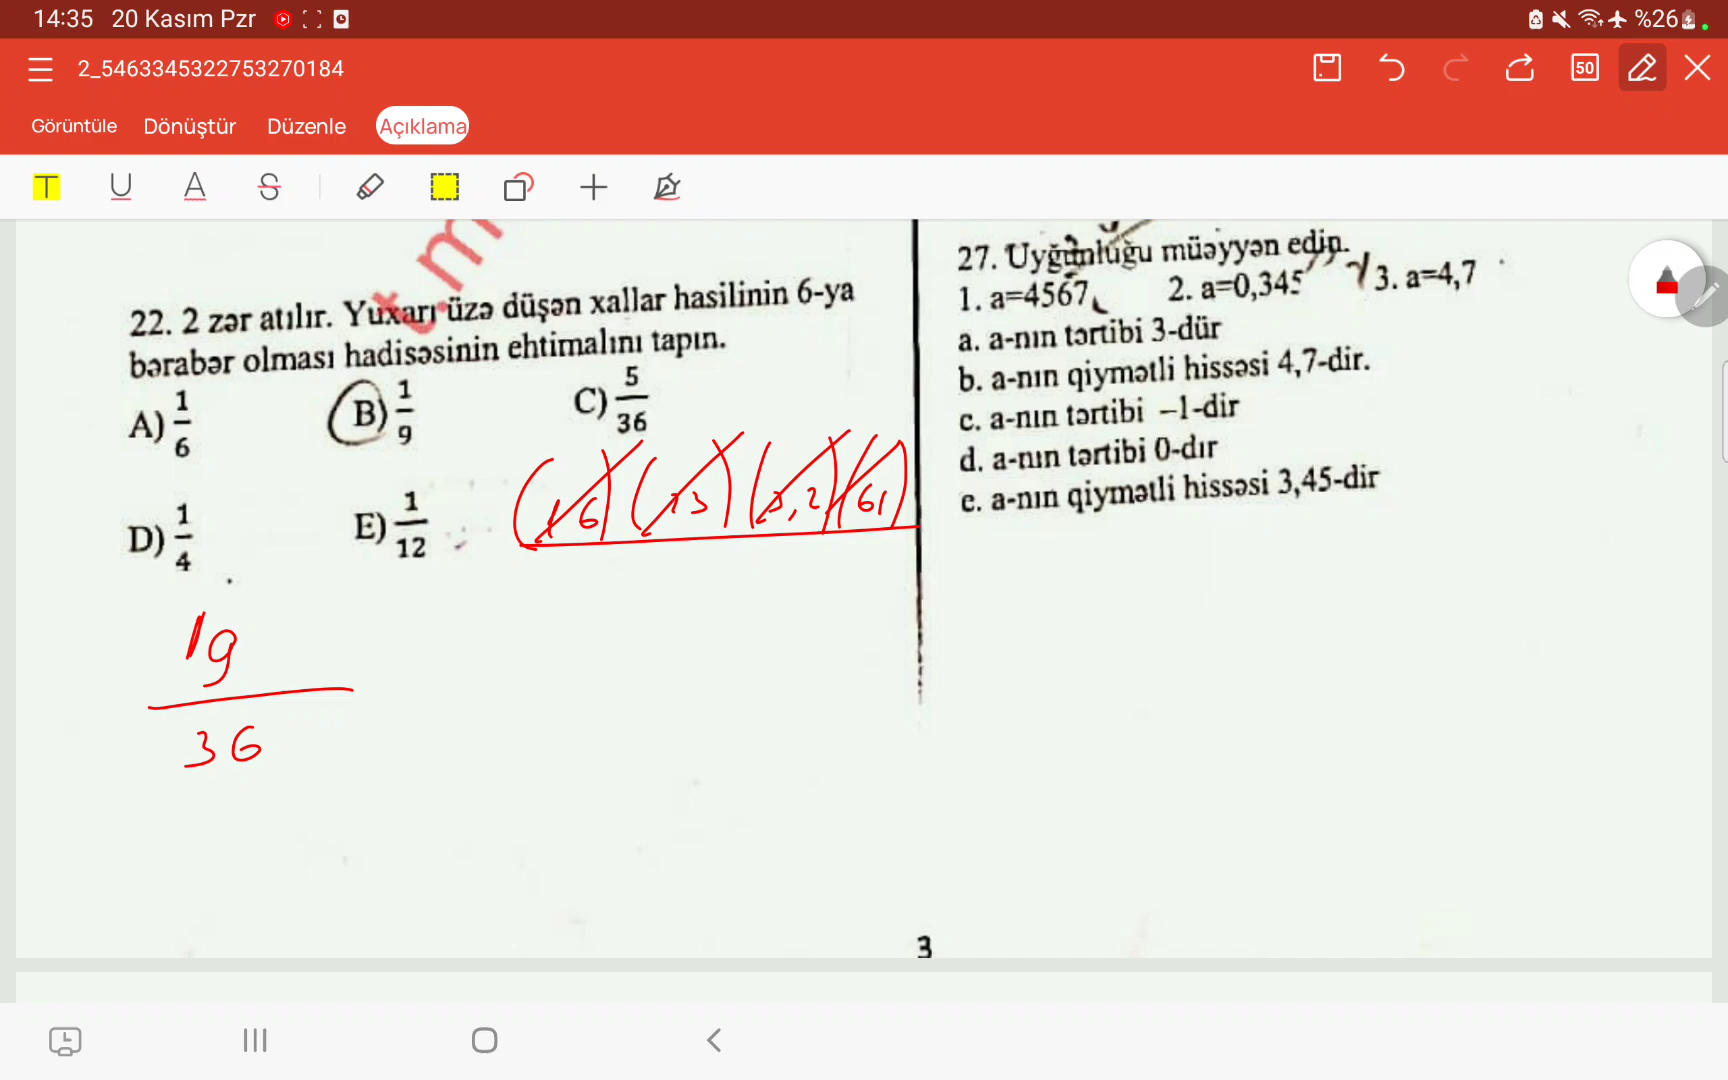 14:35 20 Kasım Pzr %26
2_5463345322753270184 50
Görüntüle Dönüştür Düzenle Açıklama
T U A S
t.m
22. 2 zər atılır. Yuxarı üzə düşən xallar hasilinin 6-ya
bərabər olması hadisəsinin ehtimalını tapın.
A) 1/6 B) 1/9 C) 5/36
D) 1/4 E) 1/12
(1 6) (2 3) (3, 2) (6 1)
36
27. Uyğunluğu müəyyən edin.
1. a=4567 2. a=0,345 3. a=4,7
a. a-nın tərtibi 3-dür
b. a-nın qiymətli hissəsi 4,7-dir.
c. a-nın tərtibi –1-dir
d. a-nın tərtibi 0-dır
e. a-nın qiymətli hissəsi 3,45-dir
3